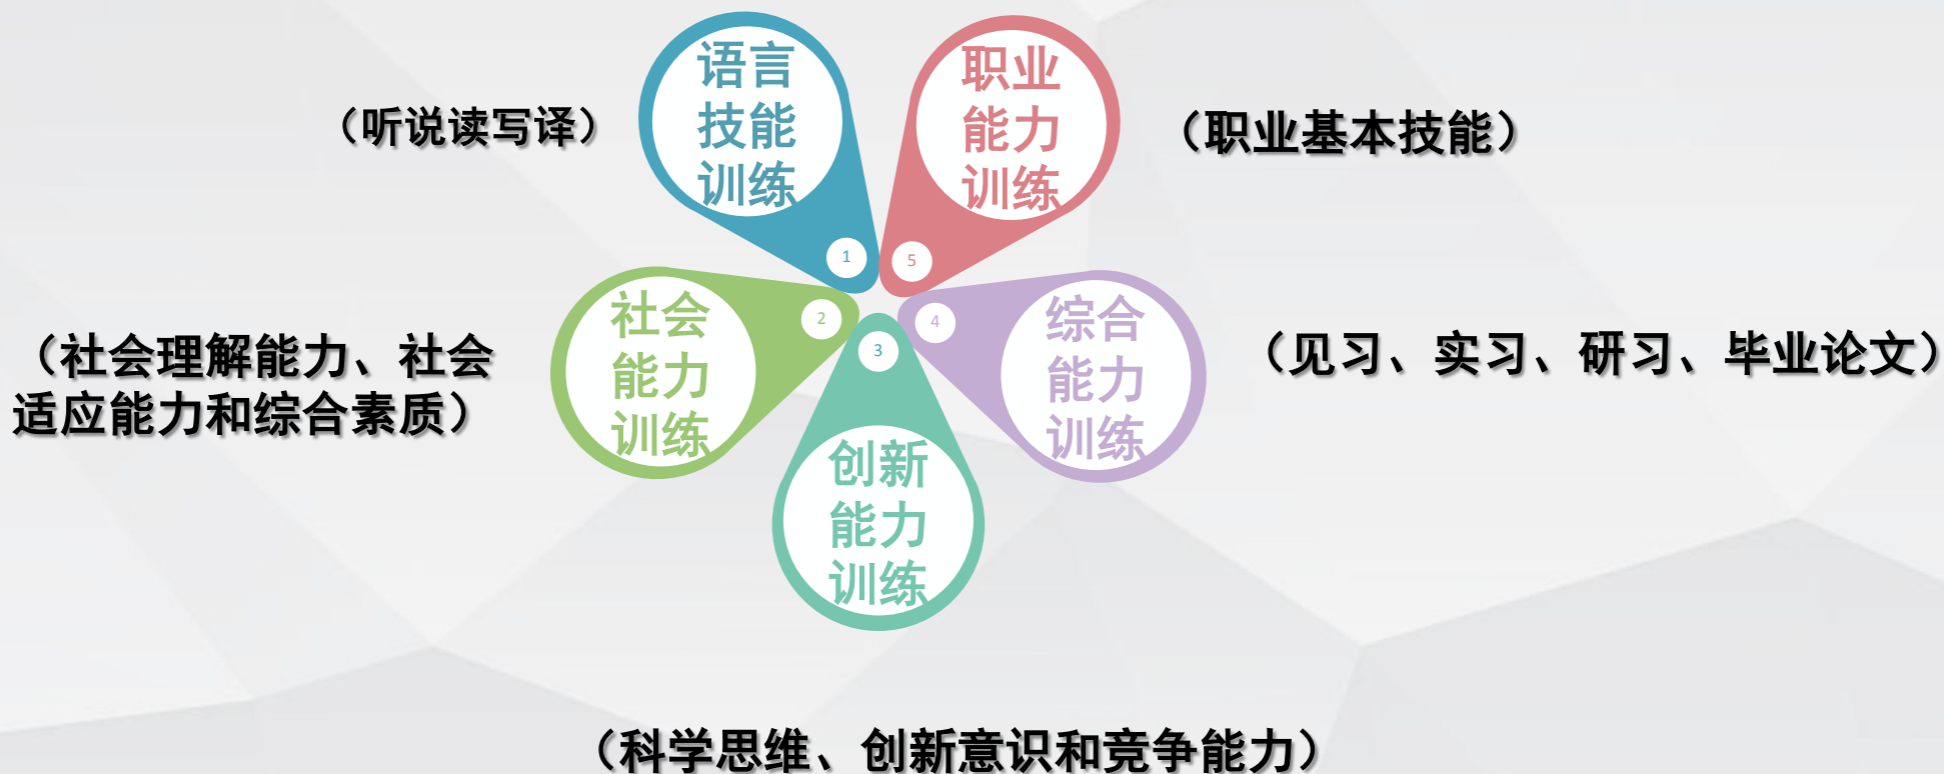 语言
技能
训练
1
（听说读写译）
社会
能力
训练
2
（社会理解能力、社会
适应能力和综合素质）
创新
能力
训练
3
（科学思维、创新意识和竞争能力）
综合
能力
训练
4
（见习、实习、研习、毕业论文）
职业
能力
训练
5
（职业基本技能）